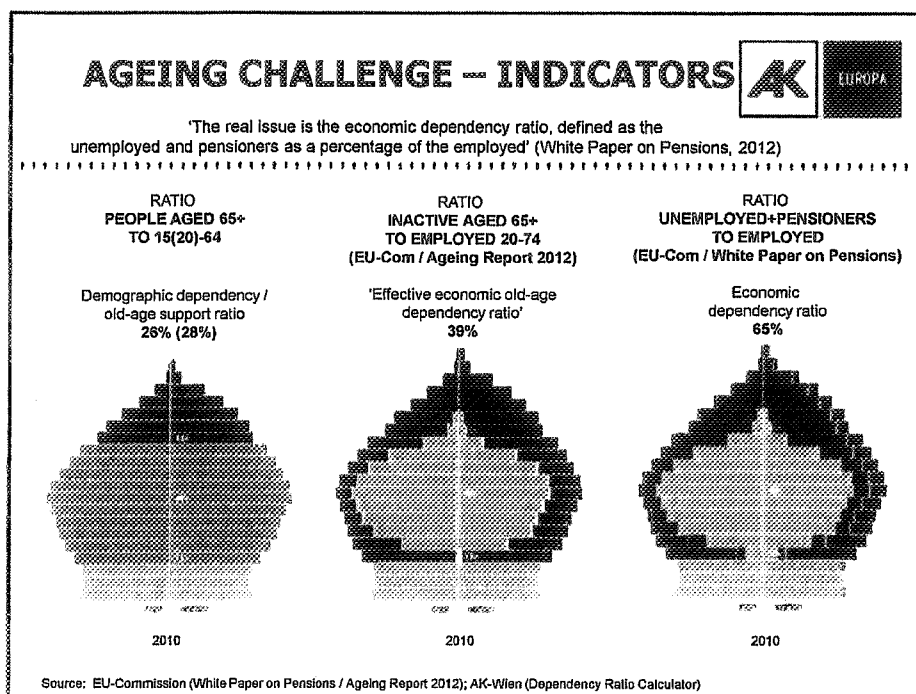 AGEING CHALLENGE – INDICATORS
AK
EUROPA
'The real issue is the economic dependency ratio, defined as the
unemployed and pensioners as a percentage of the employed' (White Paper on Pensions, 2012)
RATIO
PEOPLE AGED 65+
TO 15(20)-64
Demographic dependency /
old-age support ratio
26% (28%)
2010
RATIO
INACTIVE AGED 65+
TO EMPLOYED 20-74
(EU-Com / Ageing Report 2012)
'Effective economic old-age
dependency ratio'
39%
2010
RATIO
UNEMPLOYED+PENSIONERS
TO EMPLOYED
(EU-Com / White Paper on Pensions)
Economic
dependency ratio
65%
2010
Source: EU-Commission (White Paper on Pensions / Ageing Report 2012); AK-Wien (Dependency Ratio Calculator)